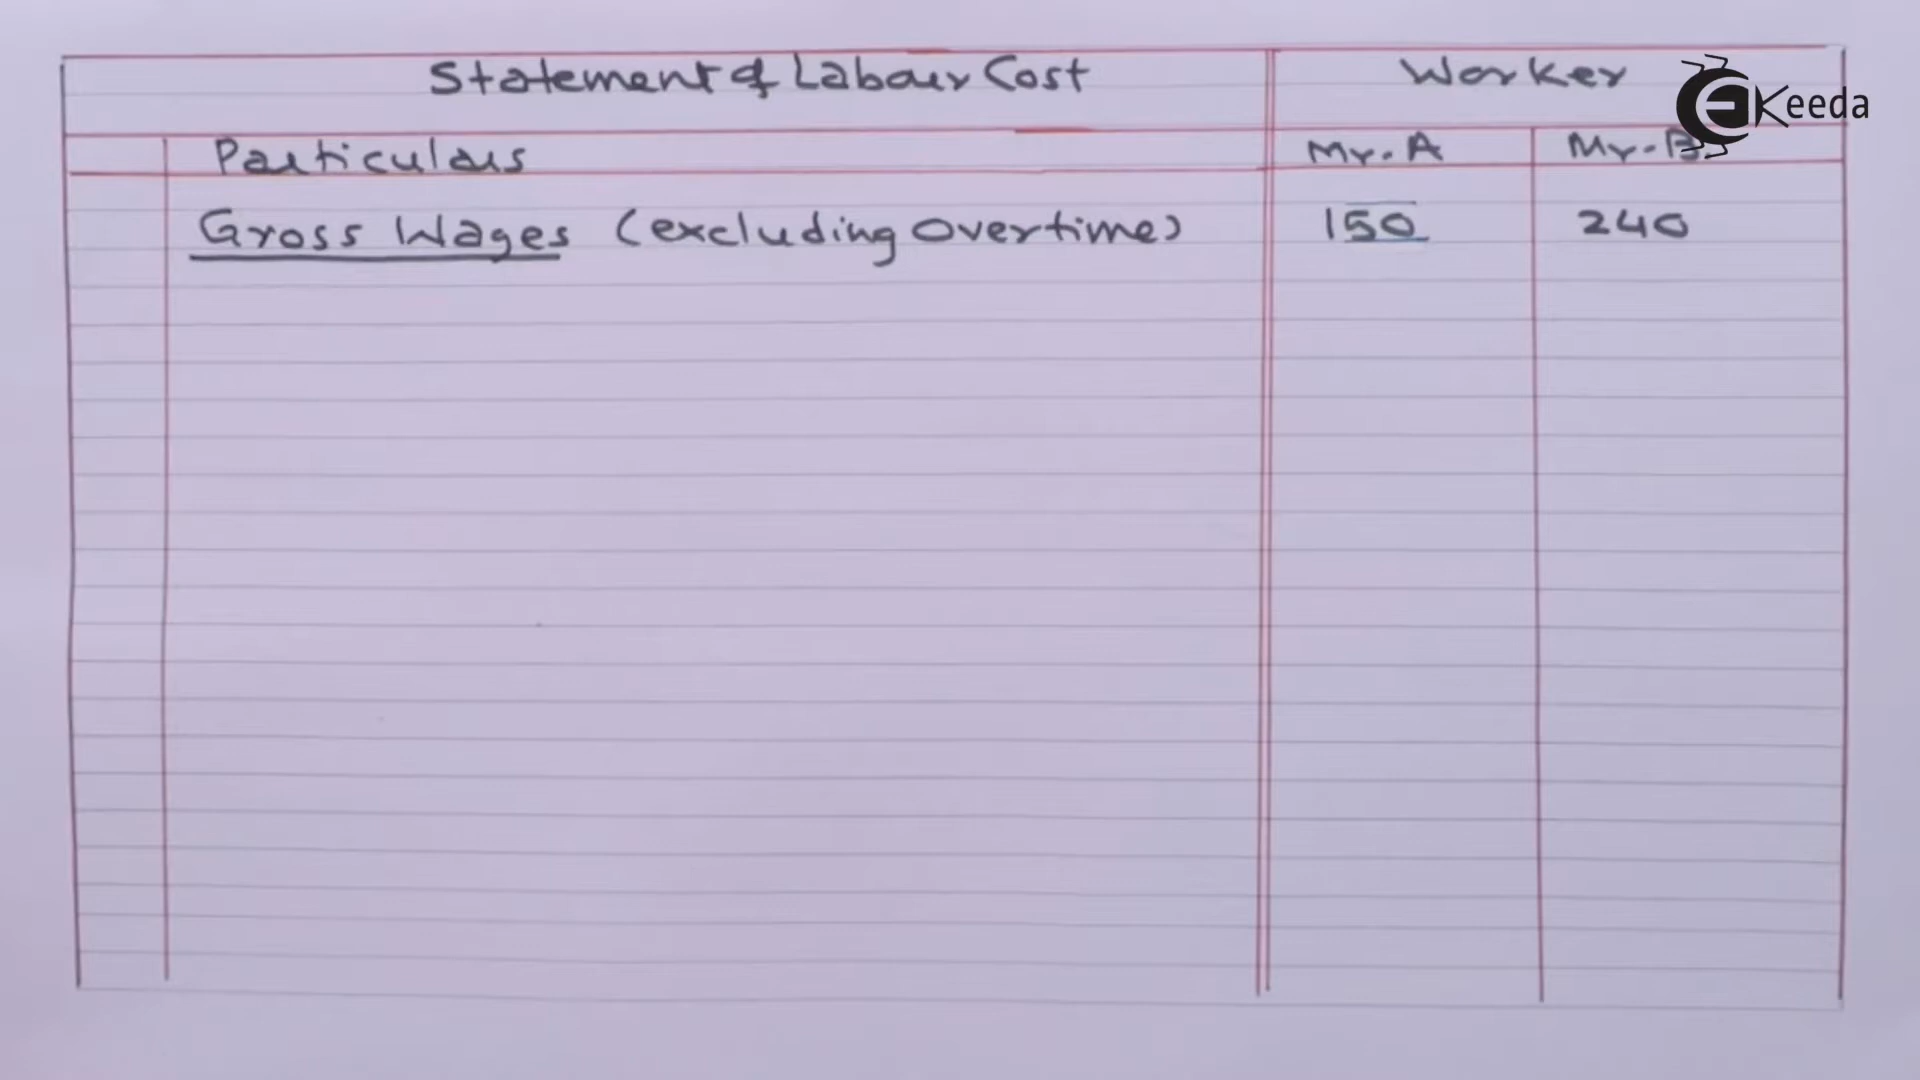 Statement of Labour Cost Worker
Particulars Mr. A Mr. B.
Gross Wages (excluding overtime) 150 240
EKeeda